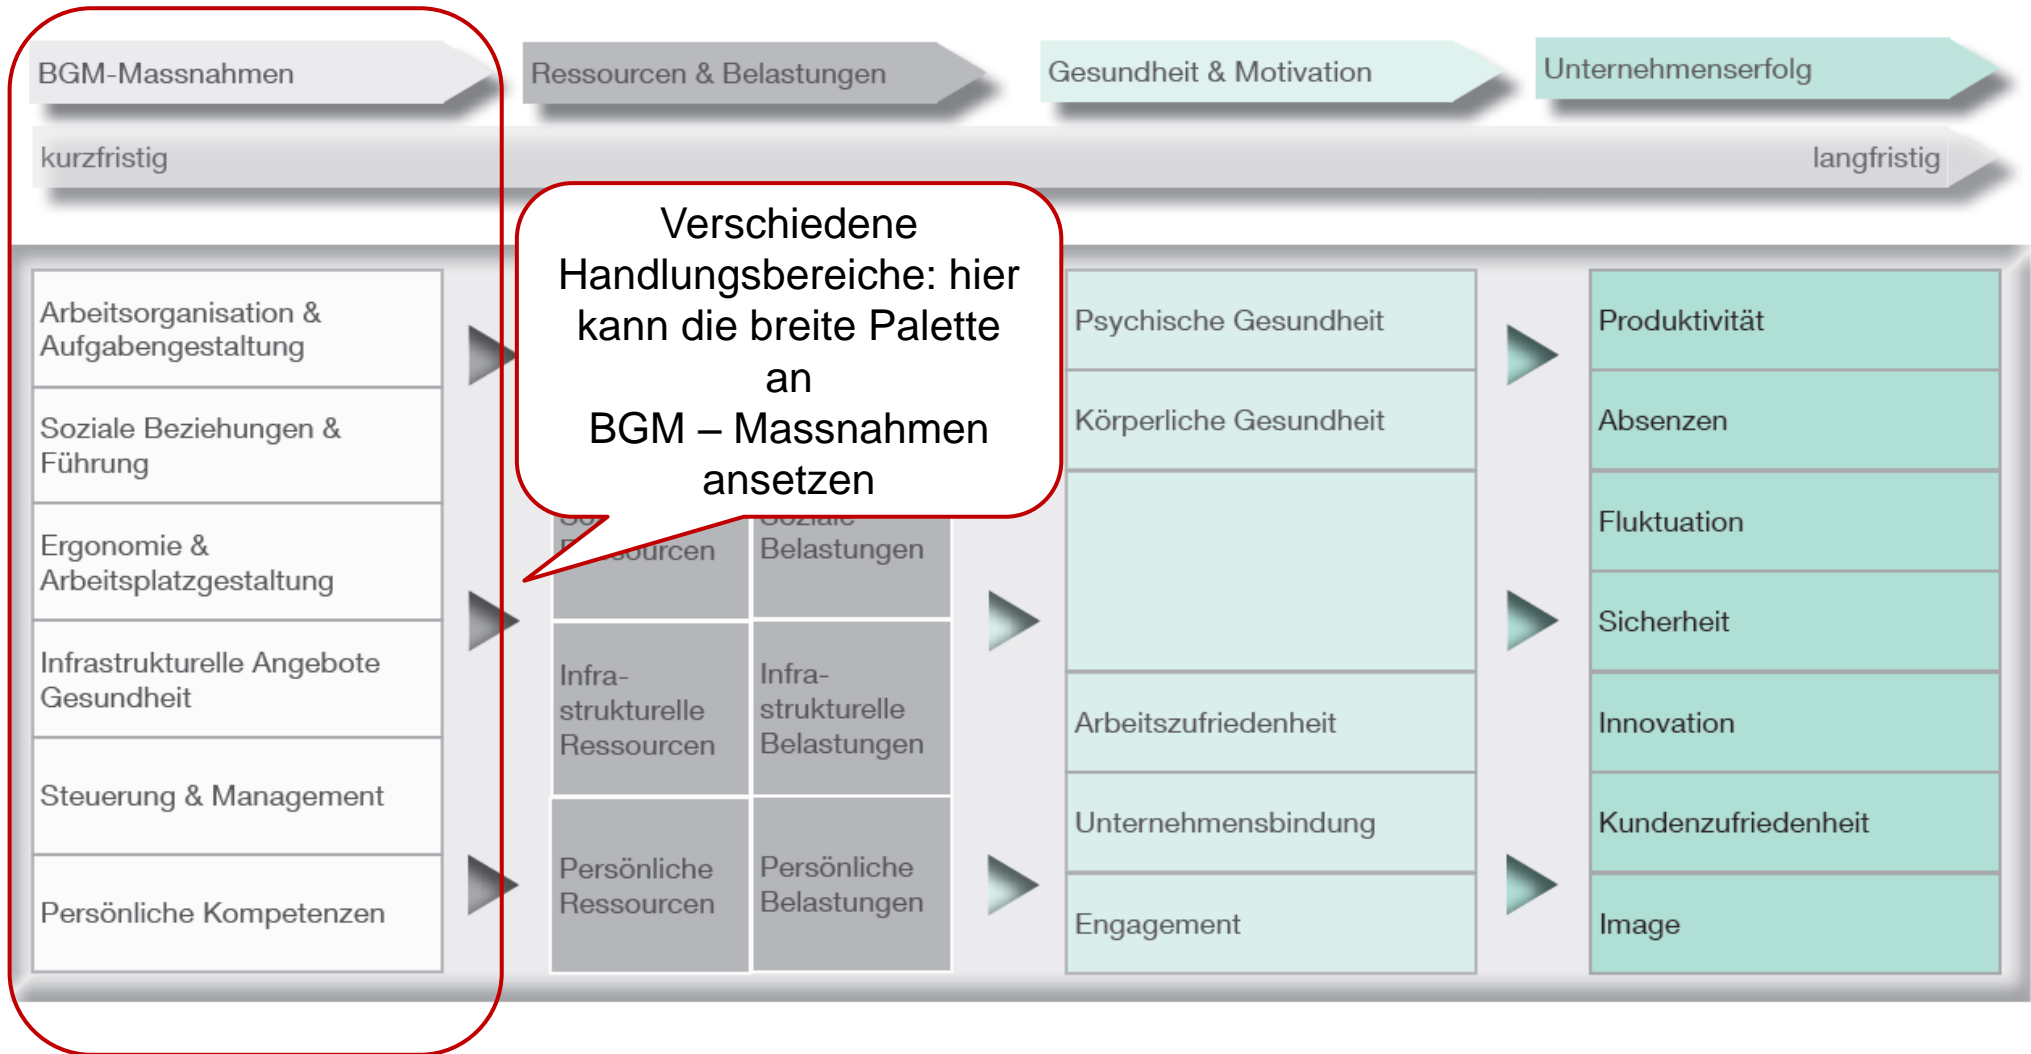 BGM-Massnahmen
Ressourcen & Belastungen
Gesundheit & Motivation
Unternehmenserfolg
kurzfristig
langfristig
Verschiedene
Handlungsbereiche: hier
kann die breite Palette
an
BGM – Massnahmen
ansetzen
Arbeitsorganisation &
Aufgabengestaltung
Soziale Beziehungen &
Führung
Ergonomie &
Arbeitsplatzgestaltung
Infrastrukturelle Angebote
Gesundheit
Steuerung & Management
Persönliche Kompetenzen
Ressourcen
Soziale
Belastungen
Infra-
strukturelle
Ressourcen
Infra-
strukturelle
Belastungen
Persönliche
Ressourcen
Persönliche
Belastungen
Psychische Gesundheit
Körperliche Gesundheit
Arbeitszufriedenheit
Unternehmensbindung
Engagement
Produktivität
Absenzen
Fluktuation
Sicherheit
Innovation
Kundenzufriedenheit
Image